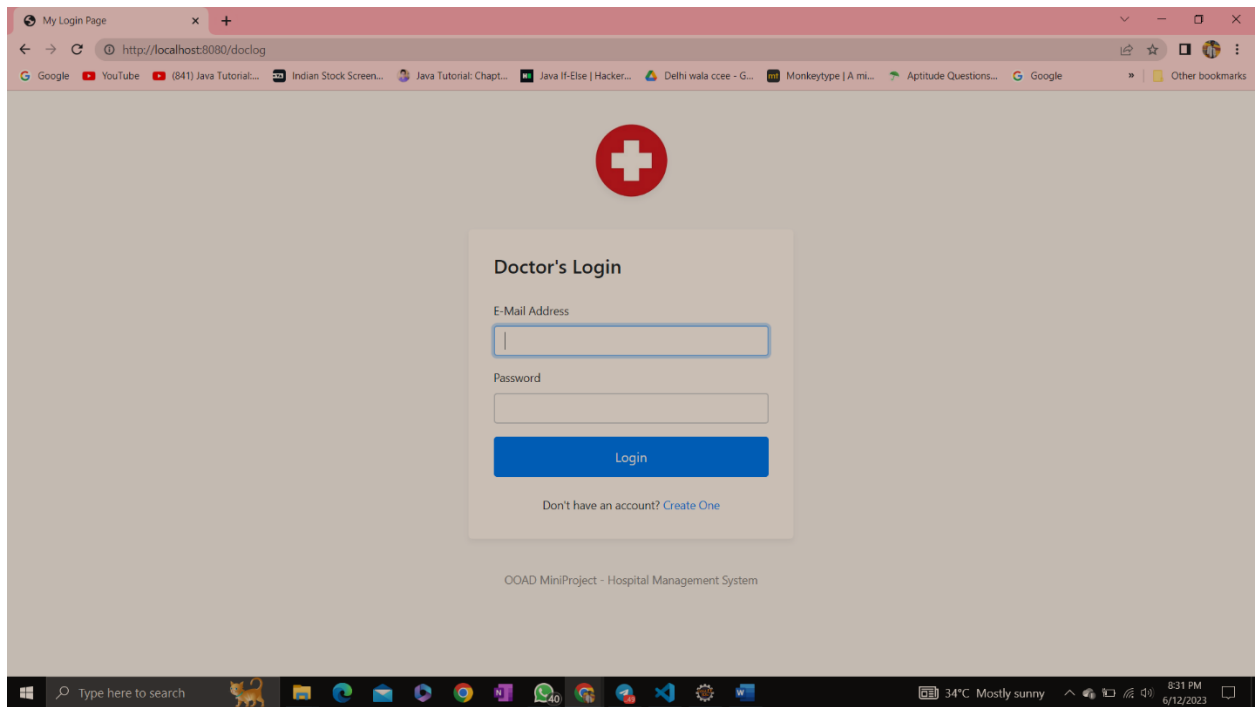 My Login Page
http://localhost:8080/doclog
Google YouTube (841) Java Tutorial:... Indian Stock Screen... Java Tutorial: Chapt... Java If-Else | Hacker... Delhi wala ccee - G... Monkeytype | A mi... Aptitude Questions... Google » Other bookmarks
Doctor's Login
E-Mail Address
Password
Login
Don't have an account? Create One
OOAD MiniProject - Hospital Management System
Type here to search 40 34°C Mostly sunny 8:31 PM
6/12/2023